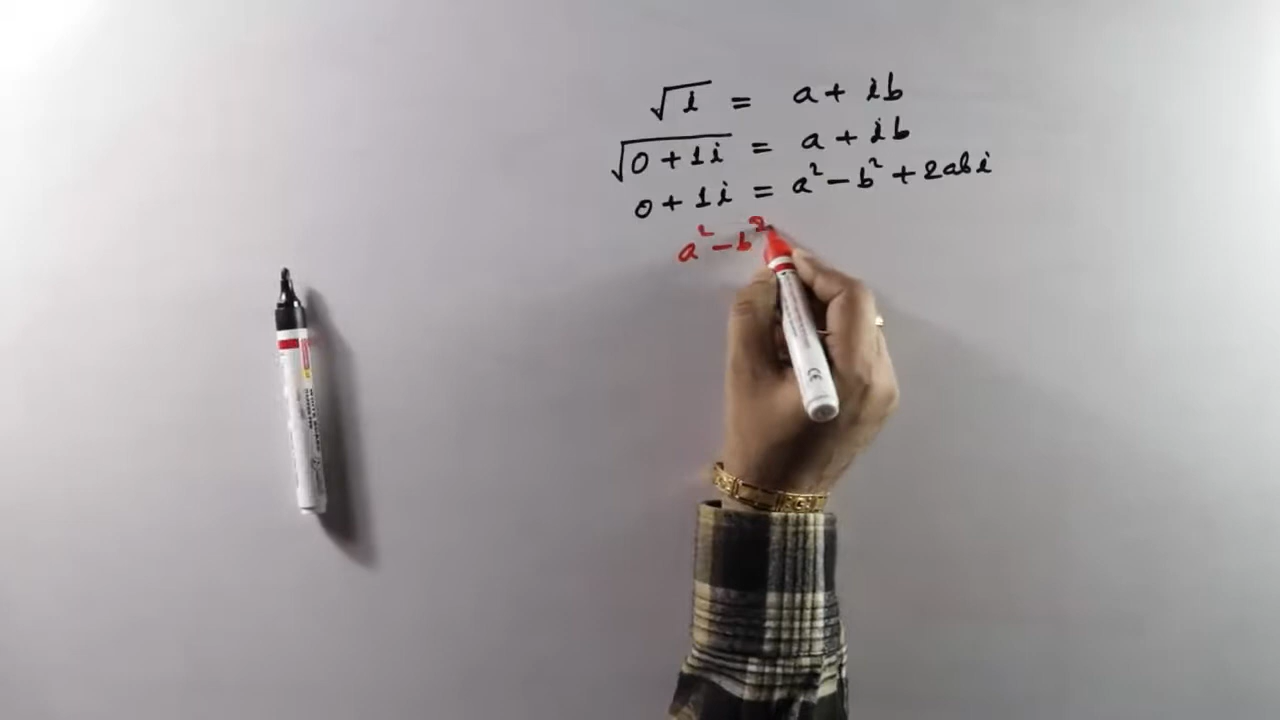 √i = a + ib
√0 + 1i = a + ib
0 + 1i = a² - b² + 2abi
a² - b²